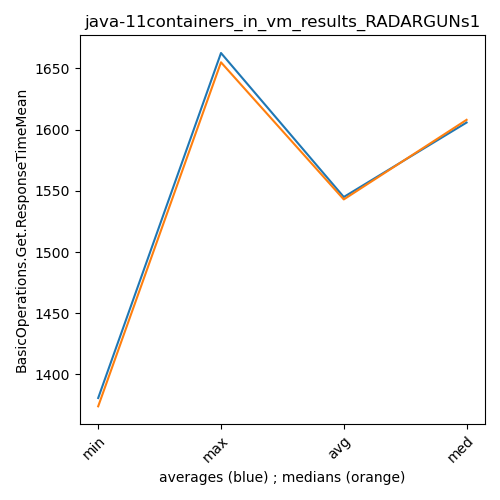 java-11containers_in_vm_results_RADARGUNs1
BasicOperations.Get.ResponseTimeMean
1650
1600
1550
1500
1450
1400
min
max
avg
med
averages (blue) ; medians (orange)